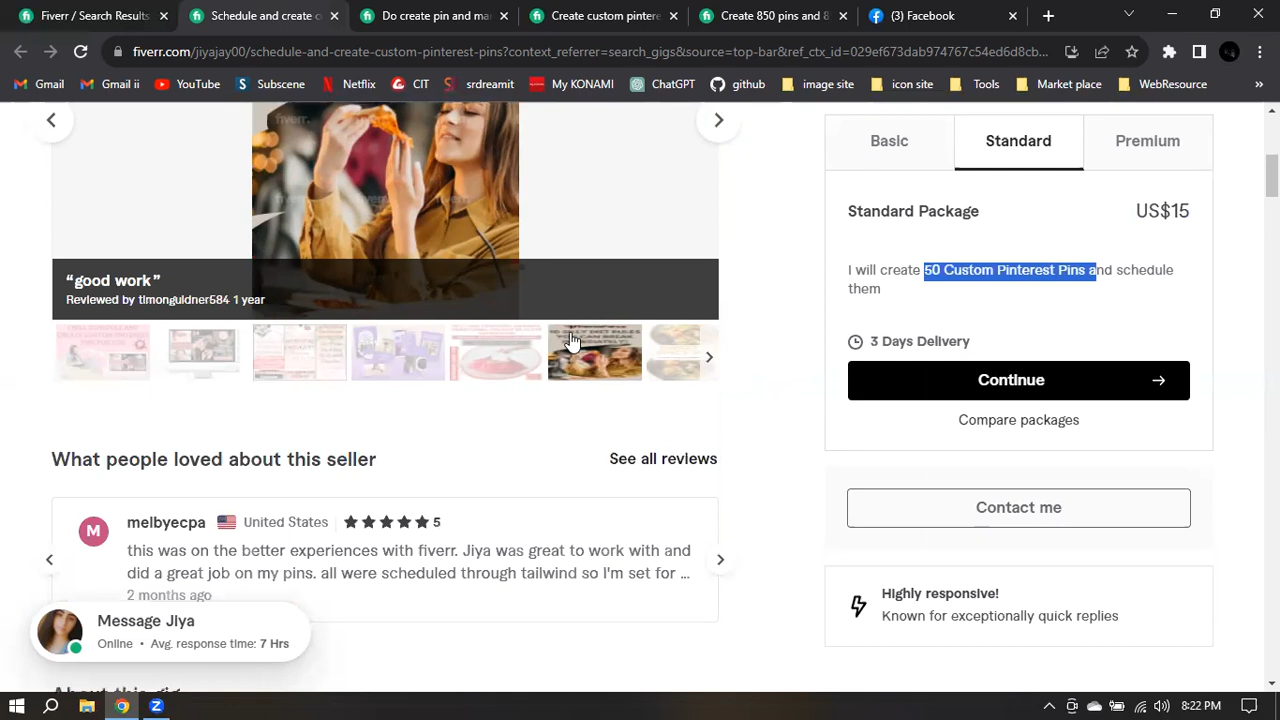 Fiverr / Search Results
Schedule and create c
Do create pin and ma
Create custom pintere
Create 850 pins and 8
(3) Facebook
fiverr.com/jiyajay00/schedule-and-create-custom-pinterest-pins?context_referrer=search_gigs&source=top-bar&ref_ctx_id=029ef673dab974767c54ed6d8cb...
Gmail
Gmail ii
YouTube
Subscene
Netflix
CIT
srdreamit
My KONAMI
ChatGPT
github
image site
icon site
Tools
Market place
WebResource
fiverr.
fiverr.
“good work”
Reviewed by timonguldner584 1 year
Basic
Standard
Premium
Standard Package
US$15
I will create 50 Custom Pinterest Pins and schedule
them
3 Days Delivery
Continue
Compare packages
Contact me
Highly responsive!
Known for exceptionally quick replies
What people loved about this seller
See all reviews
M
melbyecpa
United States
5
this was on the better experiences with fiverr. Jiya was great to work with and
did a great job on my pins. all were scheduled through tailwind so I'm set for ...
2 months ago
Message Jiya
Online • Avg. response time: 7 Hrs
About this gig
8:22 PM